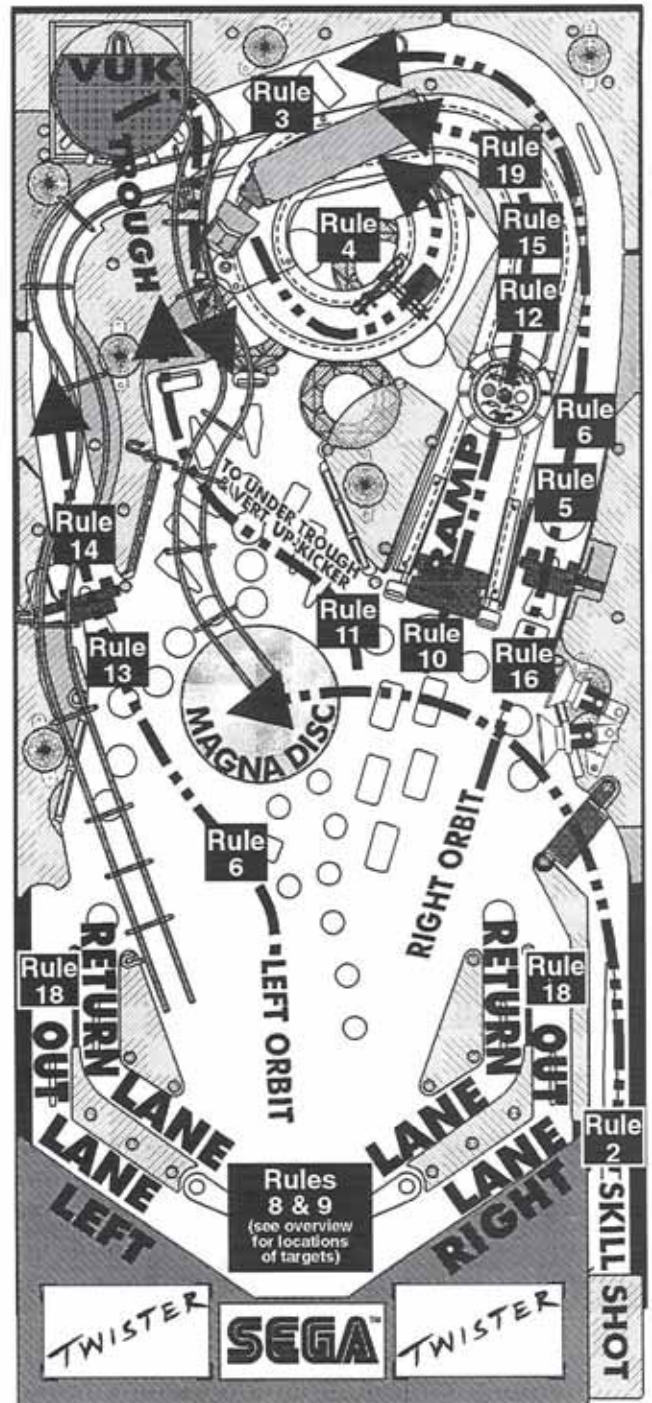 VUK
TROUGH
Rule
3
Rule
19
Rule
4
Rule
15
Rule
12
Rule
6
Rule
5
RAMP
TO UNDER TROUGH
& VERT. UP-KICKER
Rule
14
Rule
11
Rule
10
Rule
13
Rule
16
MAGNA DISC
Rule
6
RIGHT ORBIT
LEFT ORBIT
Rule
18
RETURN
LANE
OUT
LANE
LEFT
RETURN
LANE
Rule
18
OUT
LANE
RIGHT
Rule
2
SKILL SHOT
Rules
8 & 9
(see overview
for locations
of targets)
TWISTER
SEGA™
TWISTER